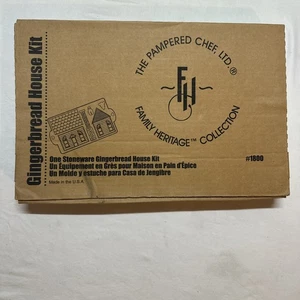 Gingerbread House Kit
THE PAMPERED CHEF, LTD.®
FH
FAMILY HERITAGE™ COLLECTION
One Stoneware Gingerbread House Kit
Un Équipement en Grès pour Maison en Pain d'Épice
Un Molde y estuche para Casa de Jengibre
#1800
Made in the U.S.A.